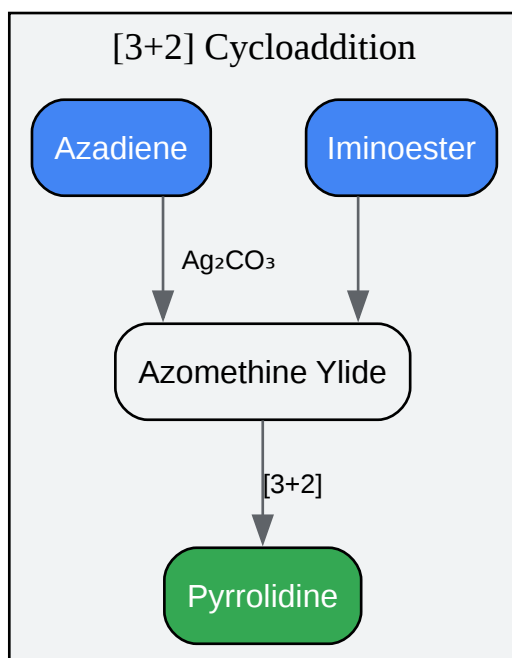 [3+2] Cycloaddition
Azadiene
Iminoester
Ag₂CO₃
Azomethine Ylide
[3+2]
Pyrrolidine